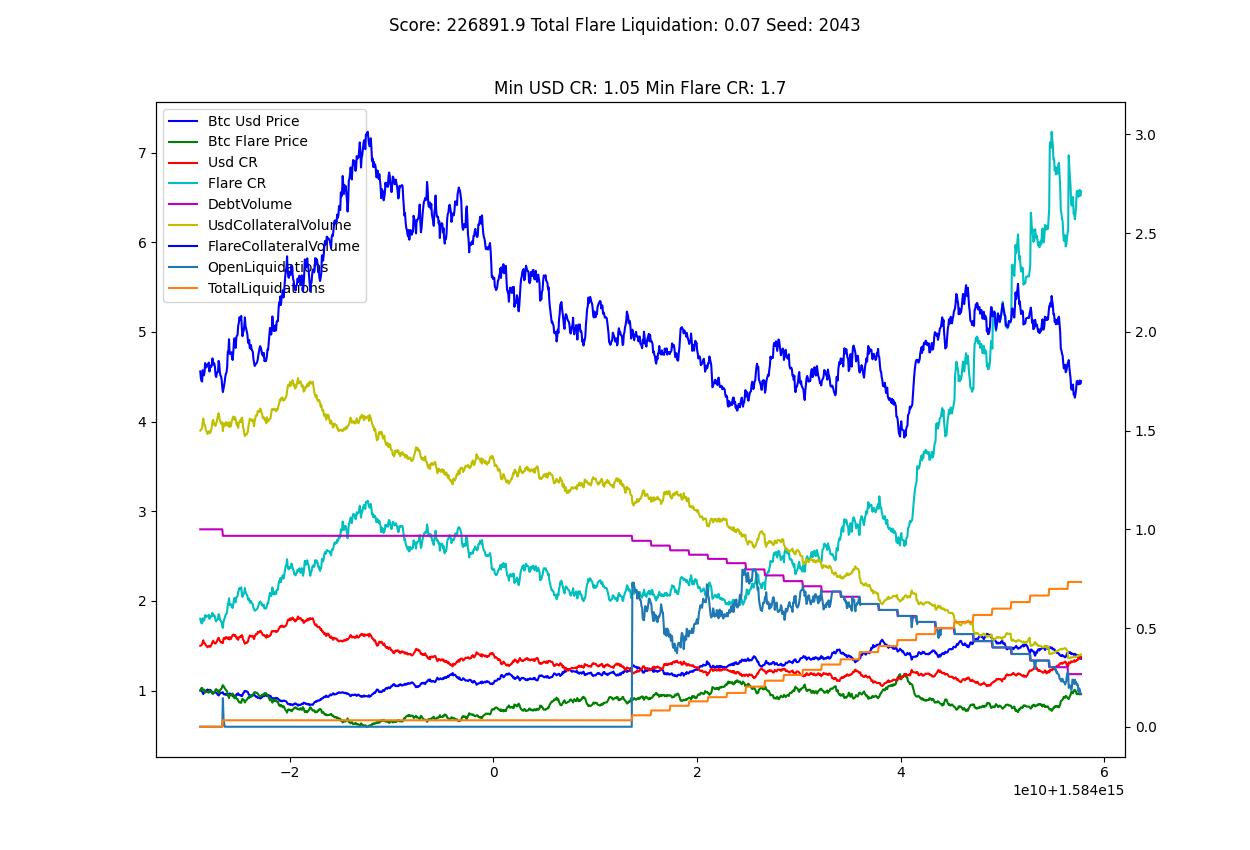 Score: 226891.9 Total Flare Liquidation: 0.07 Seed: 2043
Min USD CR: 1.05 Min Flare CR: 1.7
Btc Usd Price
Btc Flare Price
Usd CR
Flare CR
DebtVolume
UsdCollateralVolume
FlareCollateralVolume
OpenLiquidations
TotalLiquidations
7
6
5
4
3
2
1
3.0
2.5
2.0
1.5
1.0
0.5
0.0
−2
0
2
4
6
1e10+1.584e15